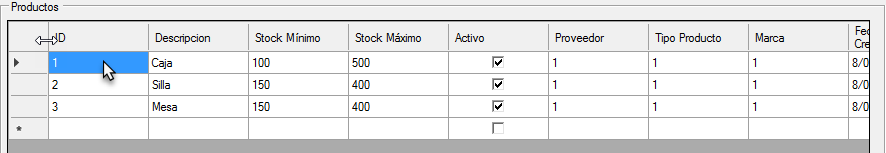 Productos
ID Descripcion Stock Mínimo Stock Máximo Activo Proveedor Tipo Producto Marca Fec
Cre
1 Caja 100 500 1 1 1 8/0
2 Silla 150 400 1 1 1 8/0
3 Mesa 150 400 1 1 1 8/0
*